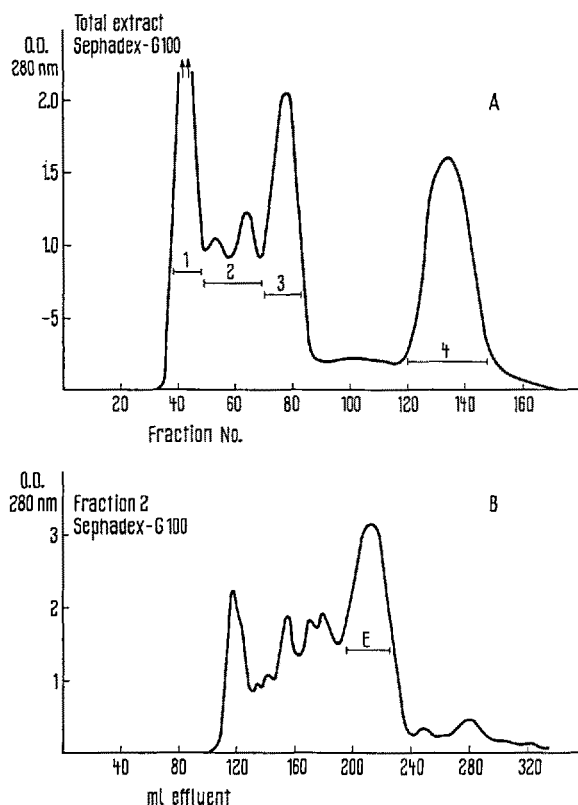 Total extract
O.D. Sephadex-G100
280 nm
A
2.0
1.5
1.0
1
2
3
-5
4
20 40 60 80 100 120 140 160
Fraction No.
O.D.
280 nm Fraction 2 B
Sephadex-G100
3
2
E
1
40 80 120 160 200 240 280 320
ml effluent